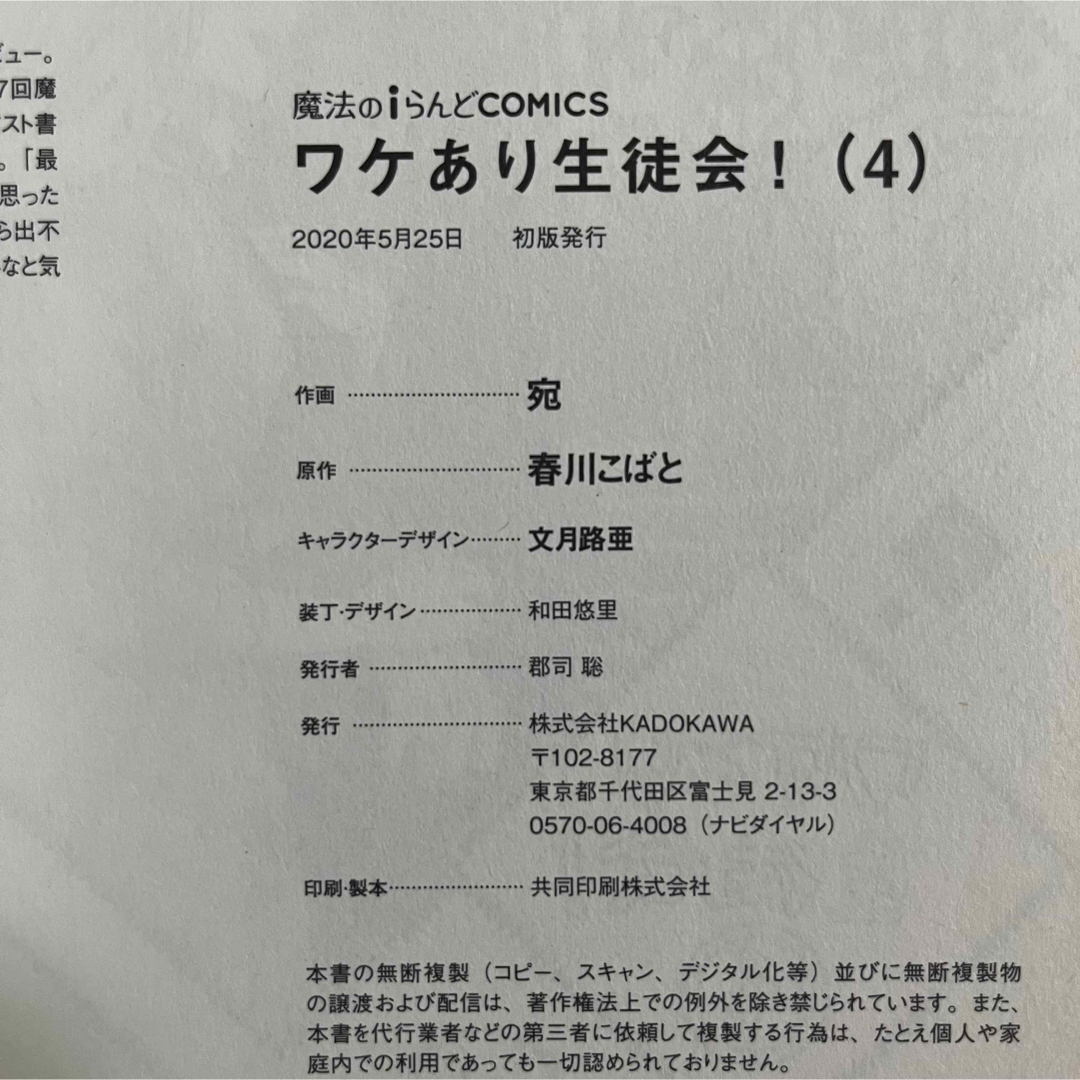 ビュー。
7回魔
スト書
。「最
思った
ら出不
なと気
魔法のiらんどCOMICS
ワケあり生徒会！（4）
2020年5月25日 初版発行
作画 宛
原作 春川こばと
キャラクターデザイン 文月路亜
装丁・デザイン 和田悠里
発行者 郡司 聡
発行 株式会社KADOKAWA
〒102-8177
東京都千代田区富士見 2-13-3
0570-06-4008（ナビダイヤル）
印刷・製本 共同印刷株式会社
本書の無断複製（コピー、スキャン、デジタル化等）並びに無断複製物
の譲渡および配信は、著作権法上での例外を除き禁じられています。また、
本書を代行業者などの第三者に依頼して複製する行為は、たとえ個人や家
庭内での利用であっても一切認められておりません。